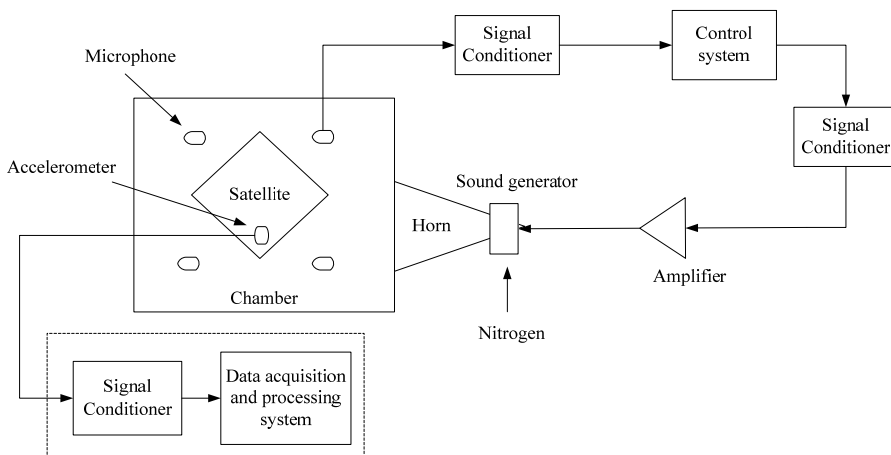 Signal
Conditioner
Control
system
Microphone
Signal
Conditioner
Accelerometer
Satellite
Sound generator
Horn
Amplifier
Chamber
Nitrogen
Signal
Conditioner
Data acquisition
and processing
system